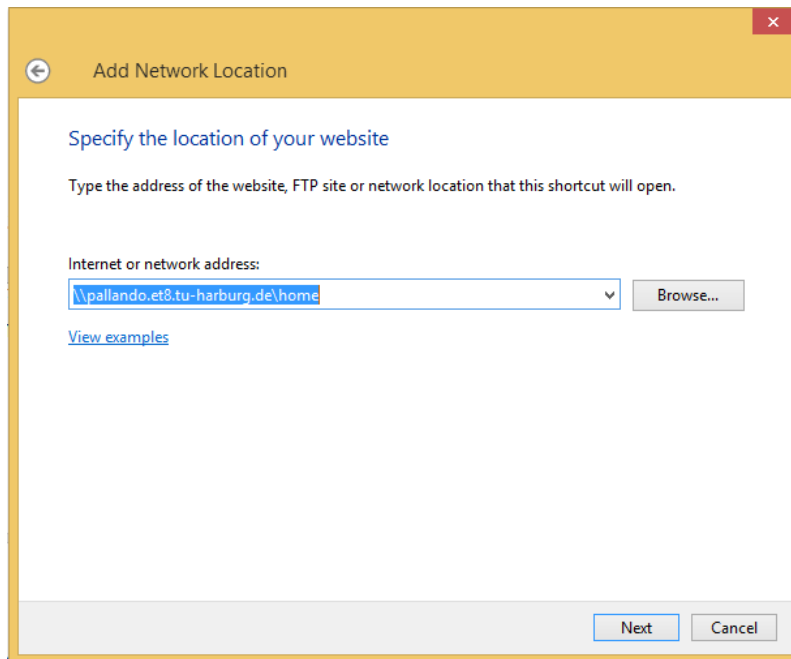 Add Network Location
Specify the location of your website
Type the address of the website, FTP site or network location that this shortcut will open.
Internet or network address:
\\pallando.et8.tu-harburg.de\home
Browse...
View examples
Next
Cancel